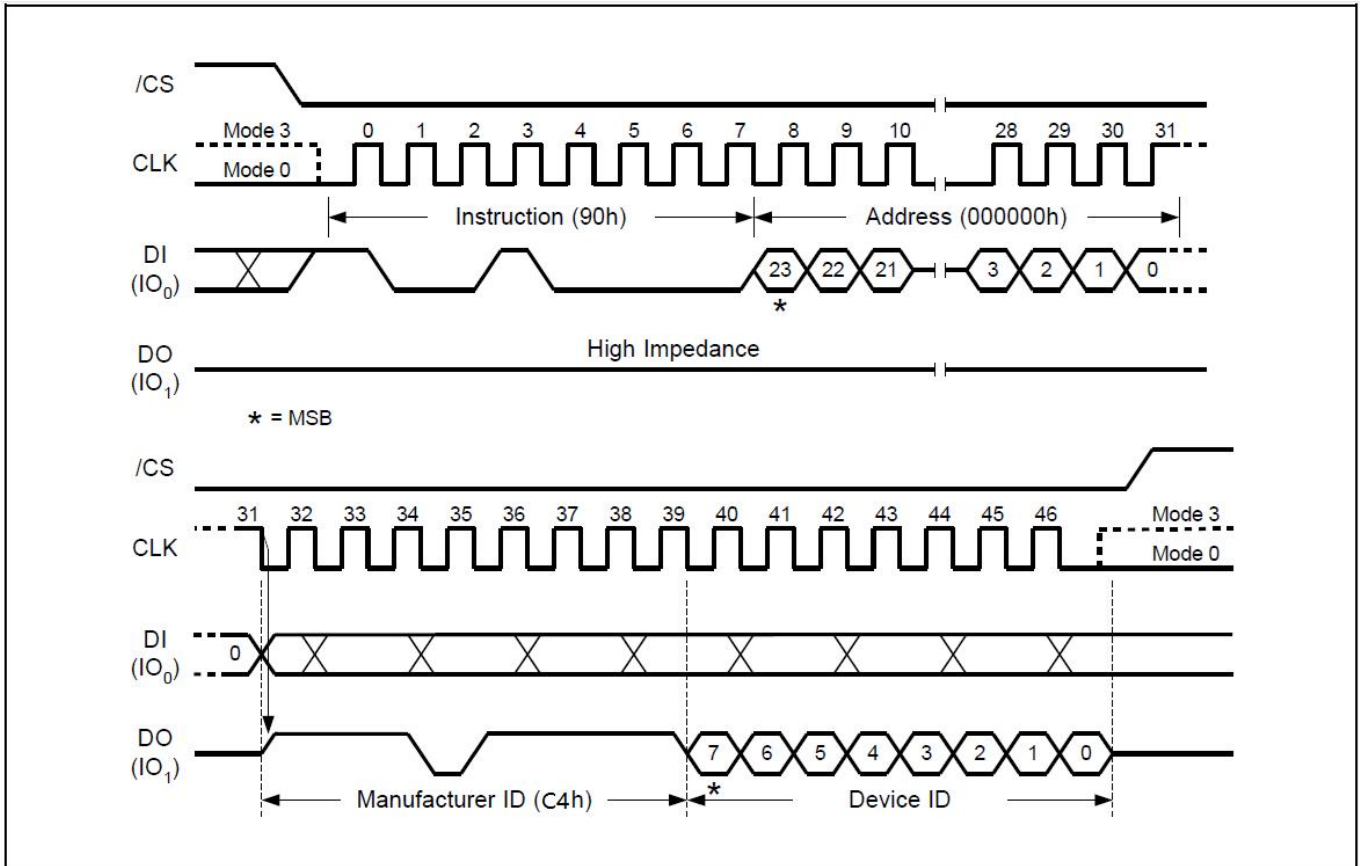 /CS
Mode 3 0 1 2 3 4 5 6 7 8 9 10 28 29 30 31
CLK
Mode 0
Instruction (90h) Address (000000h)
DI
(IO0) 23 22 21 3 2 1 0
*
High Impedance
DO
(IO1)
* = MSB
/CS
31 32 33 34 35 36 37 38 39 40 41 42 43 44 45 46 Mode 3
CLK
Mode 0
DI
(IO0) 0
DO
(IO1) 7 6 5 4 3 2 1 0
*
Manufacturer ID (C4h) Device ID